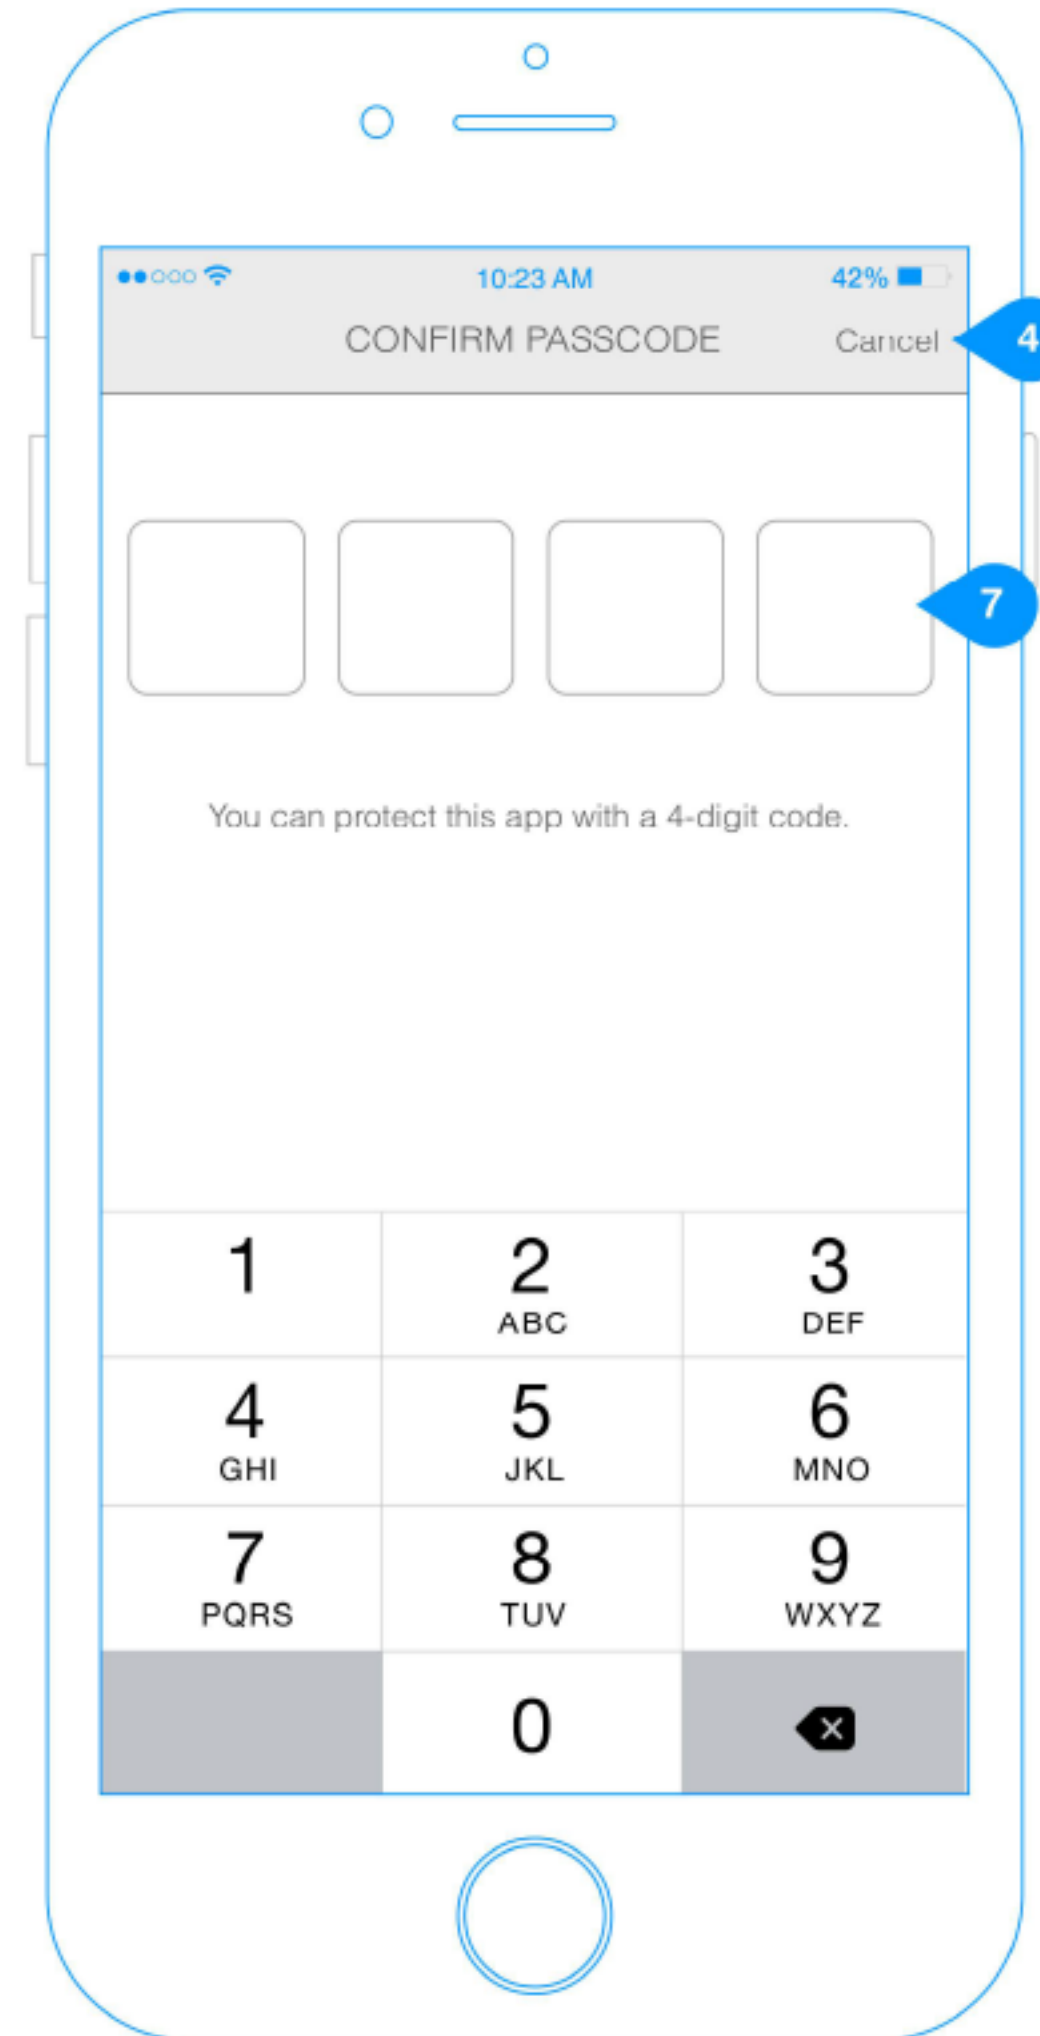 10:23 AM 42%
CONFIRM PASSCODE Cancel
4
7
You can protect this app with a 4-digit code.
1 2 3
ABC DEF
4 5 6
GHI JKL MNO
7 8 9
PQRS TUV WXYZ
0